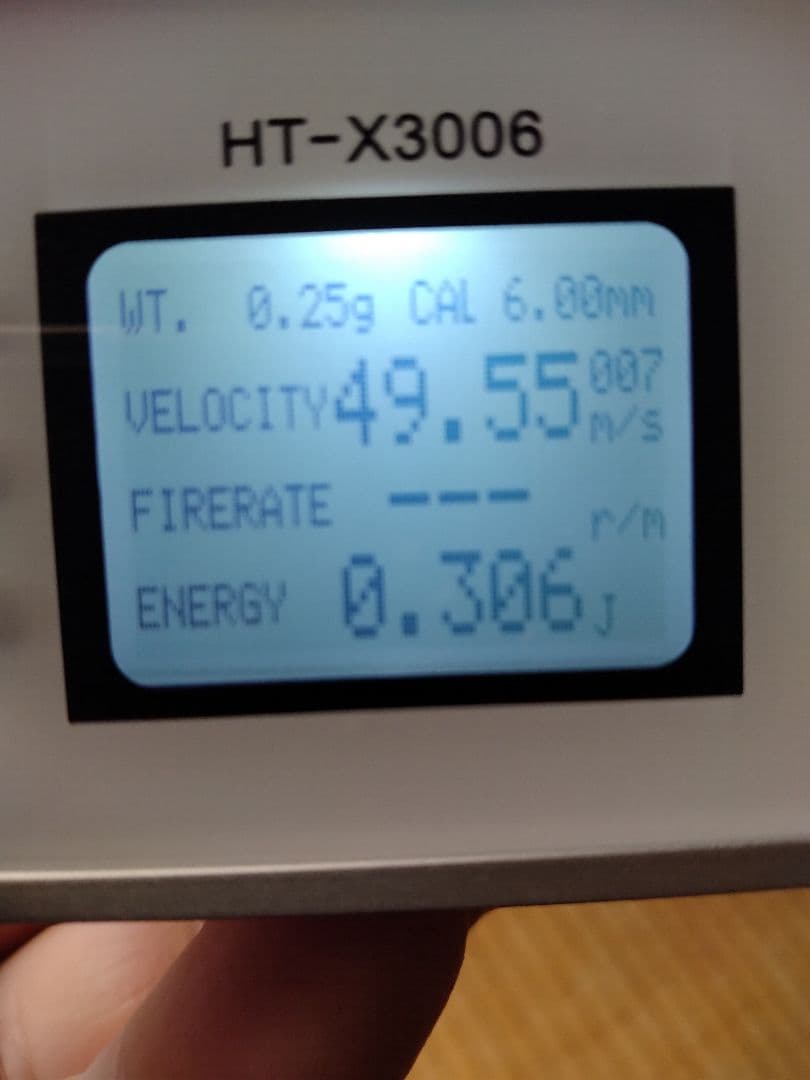 HT-X3006
WT. 0.25g CAL 6.00mm
VELOCITY 49.55 007 m/s
FIRERATE --- r/m
ENERGY 0.306 J